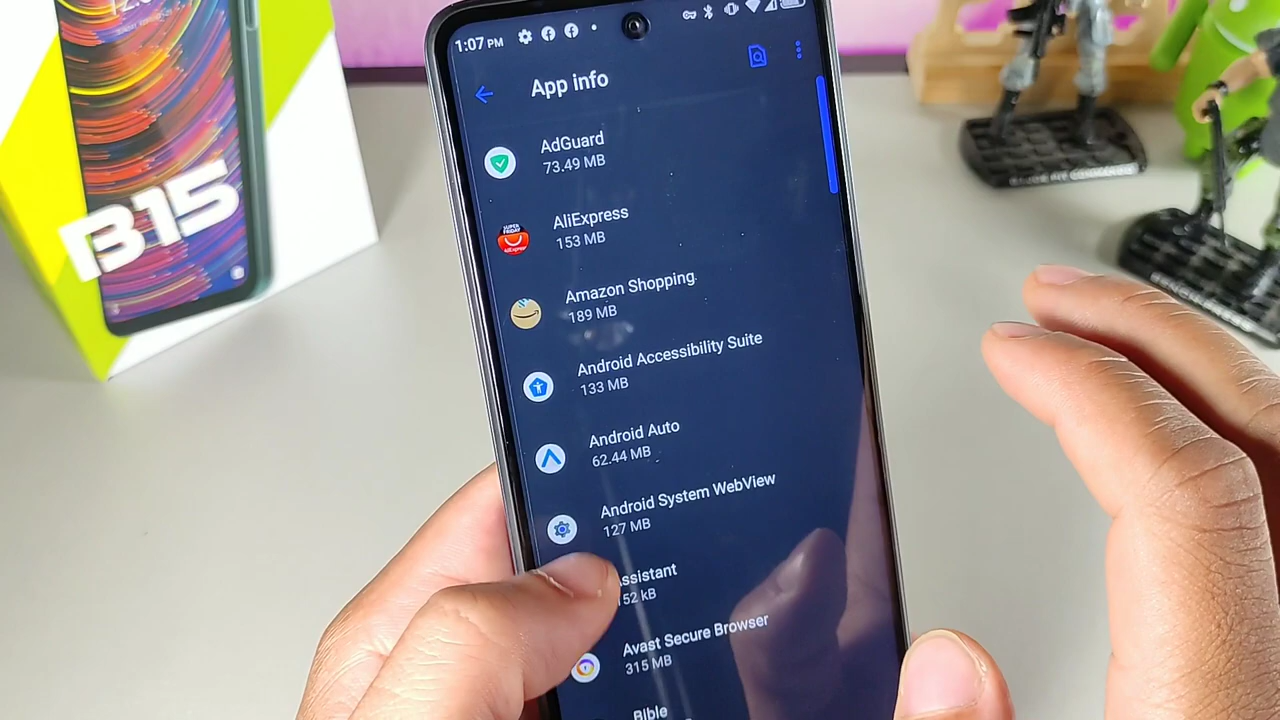 1:07 PM
App info
AdGuard
73.49 MB
AliExpress
153 MB
Amazon Shopping
189 MB
Android Accessibility Suite
133 MB
Android Auto
62.44 MB
Android System WebView
127 MB
Assistant
152 kB
Avast Secure Browser
315 MB
Bible
B15